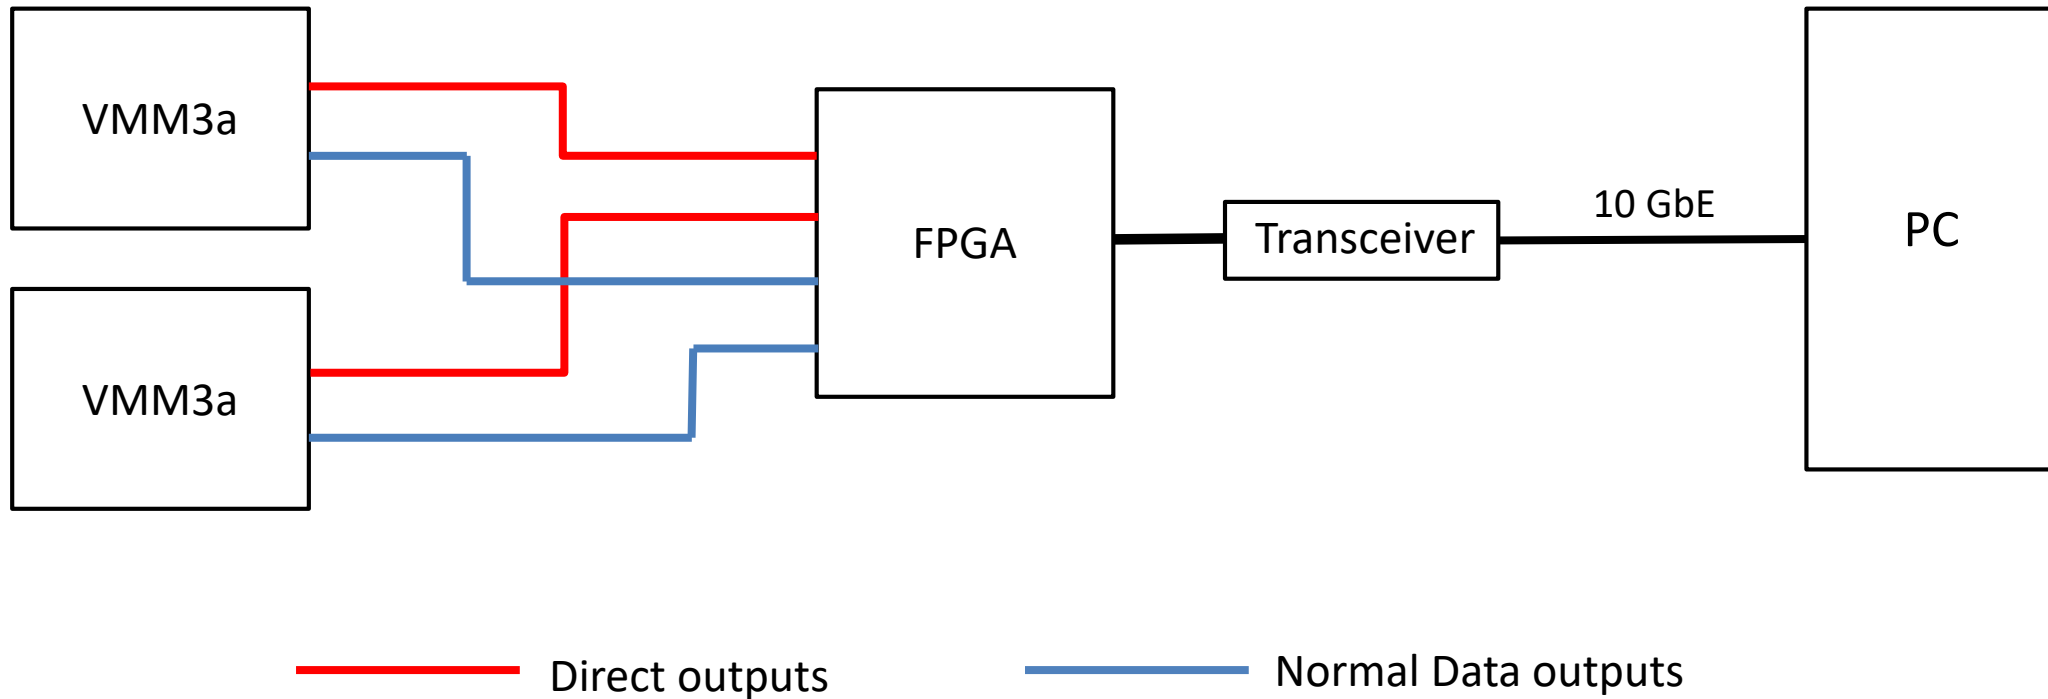 VMM3a
VMM3a
FPGA
Transceiver
10 GbE
PC
Direct outputs
Normal Data outputs